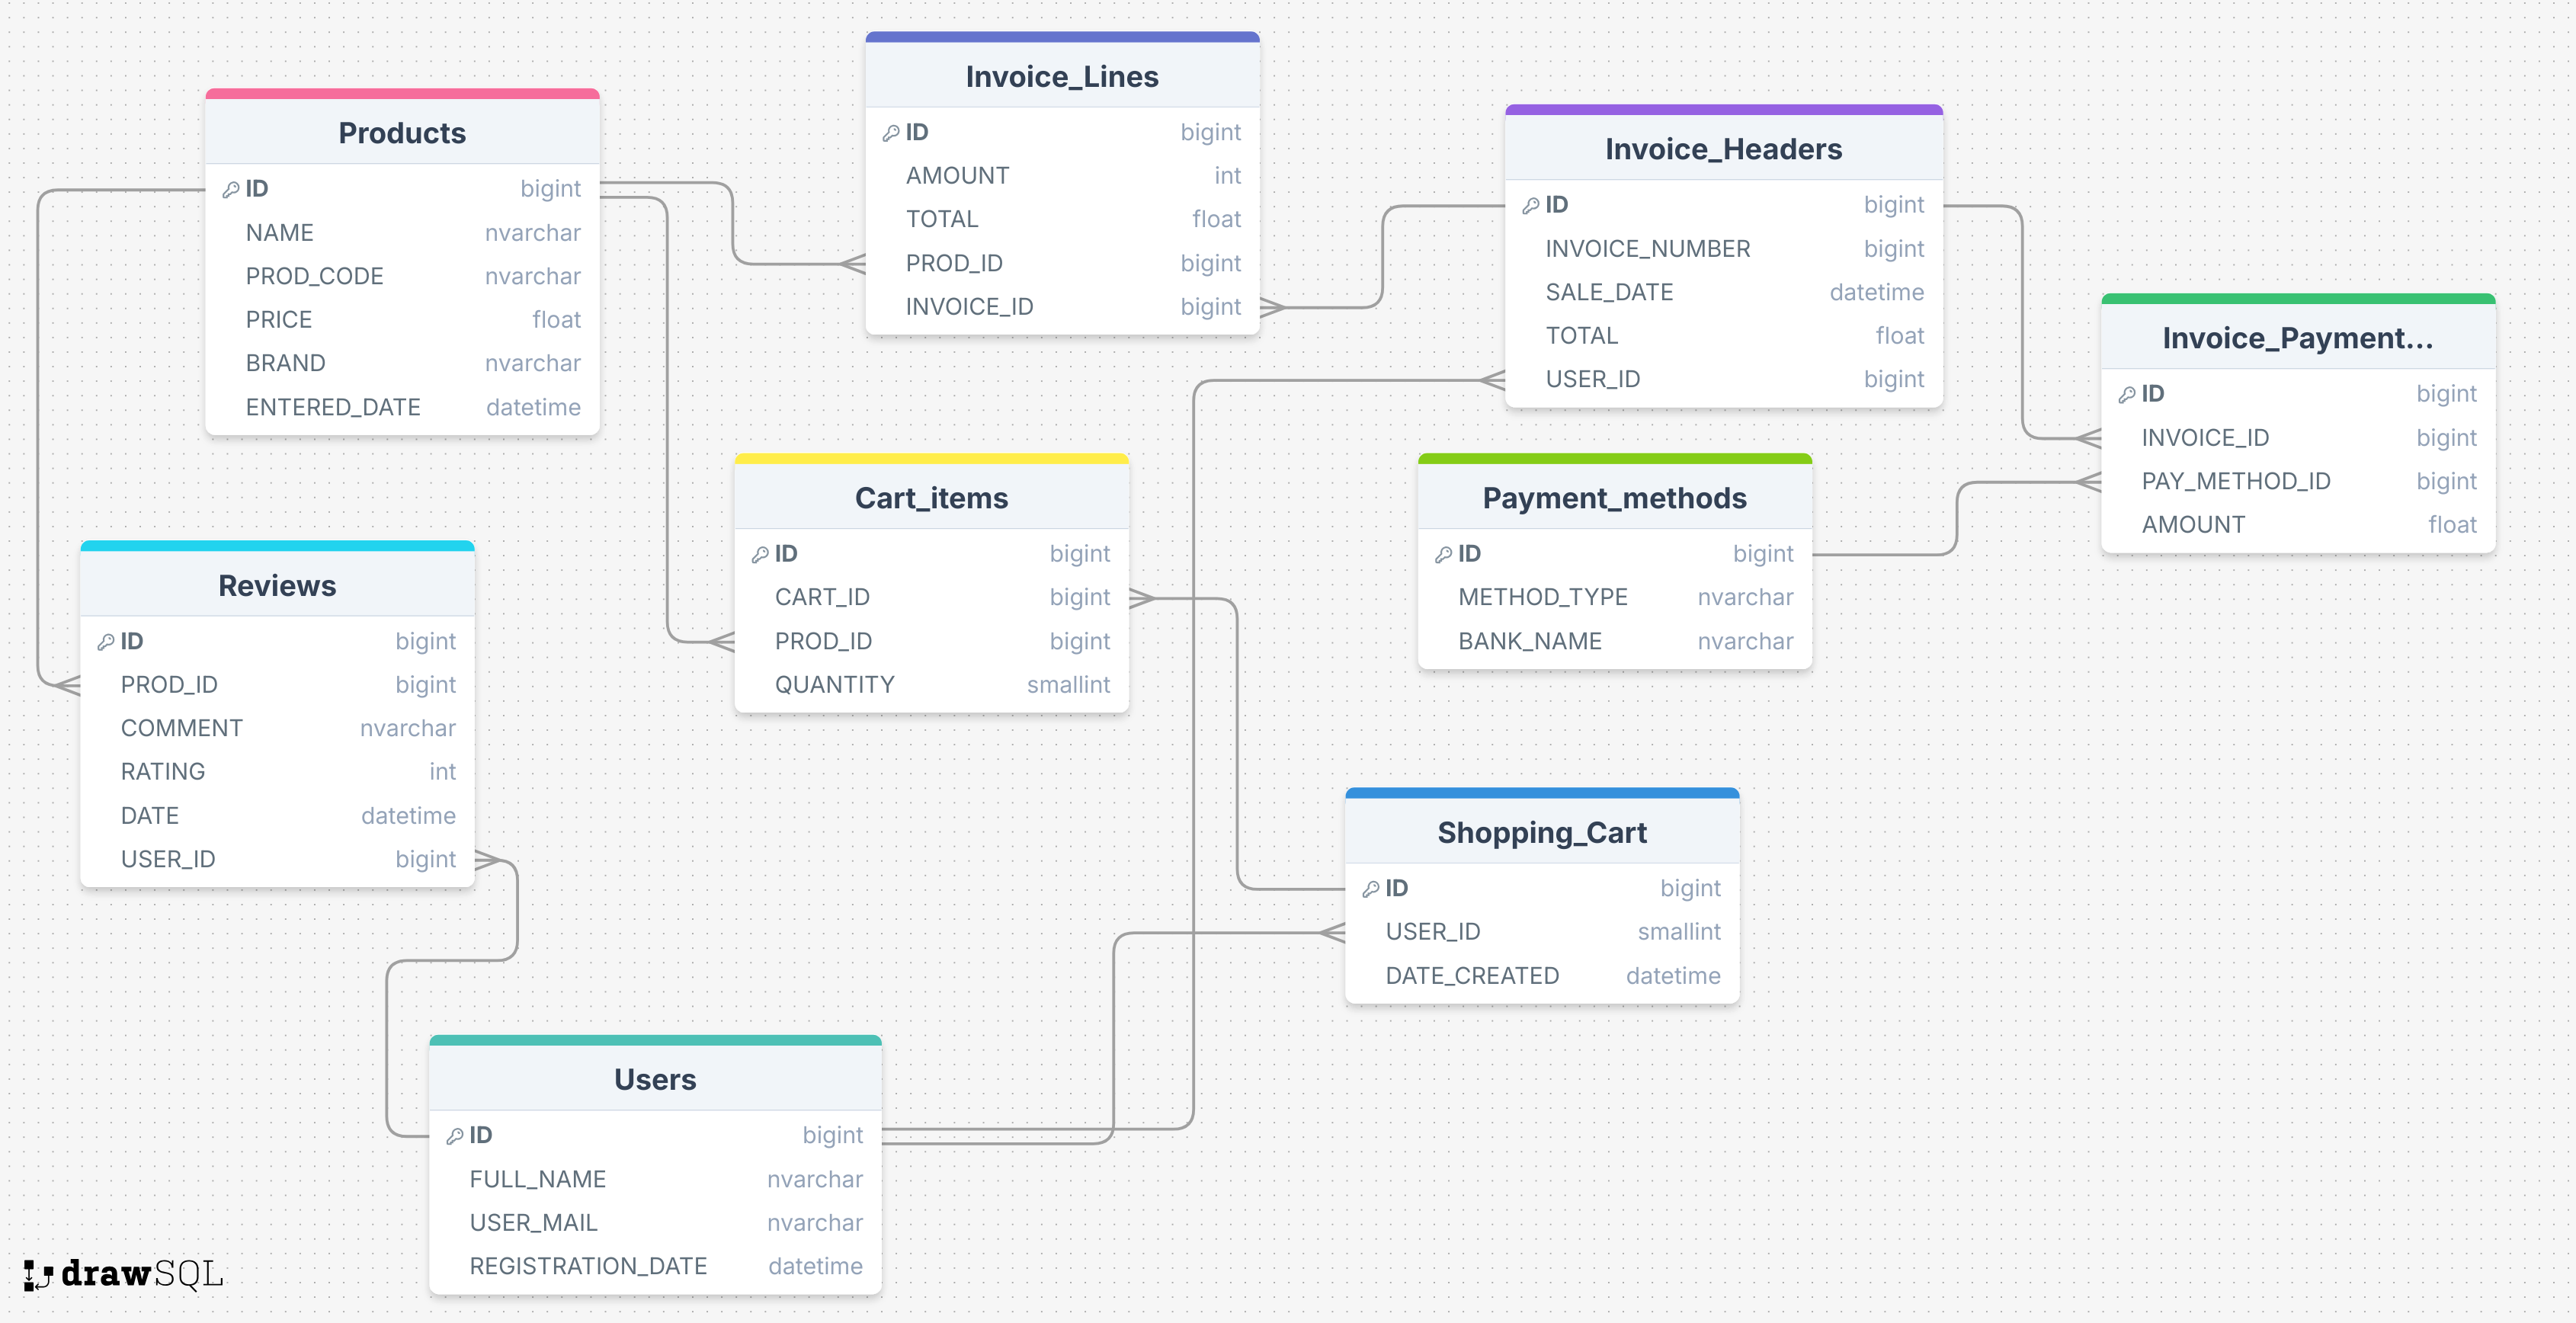 Products
ID bigint
NAME nvarchar
PROD_CODE nvarchar
PRICE float
BRAND nvarchar
ENTERED_DATE datetime
Invoice_Lines
ID bigint
AMOUNT int
TOTAL float
PROD_ID bigint
INVOICE_ID bigint
Invoice_Headers
ID bigint
INVOICE_NUMBER bigint
SALE_DATE datetime
TOTAL float
USER_ID bigint
Invoice_Payment...
ID bigint
INVOICE_ID bigint
PAY_METHOD_ID bigint
AMOUNT float
Cart_items
ID bigint
CART_ID bigint
PROD_ID bigint
QUANTITY smallint
Payment_methods
ID bigint
METHOD_TYPE nvarchar
BANK_NAME nvarchar
Reviews
ID bigint
PROD_ID bigint
COMMENT nvarchar
RATING int
DATE datetime
USER_ID bigint
Shopping_Cart
ID bigint
USER_ID smallint
DATE_CREATED datetime
Users
ID bigint
FULL_NAME nvarchar
USER_MAIL nvarchar
REGISTRATION_DATE datetime
drawSQL